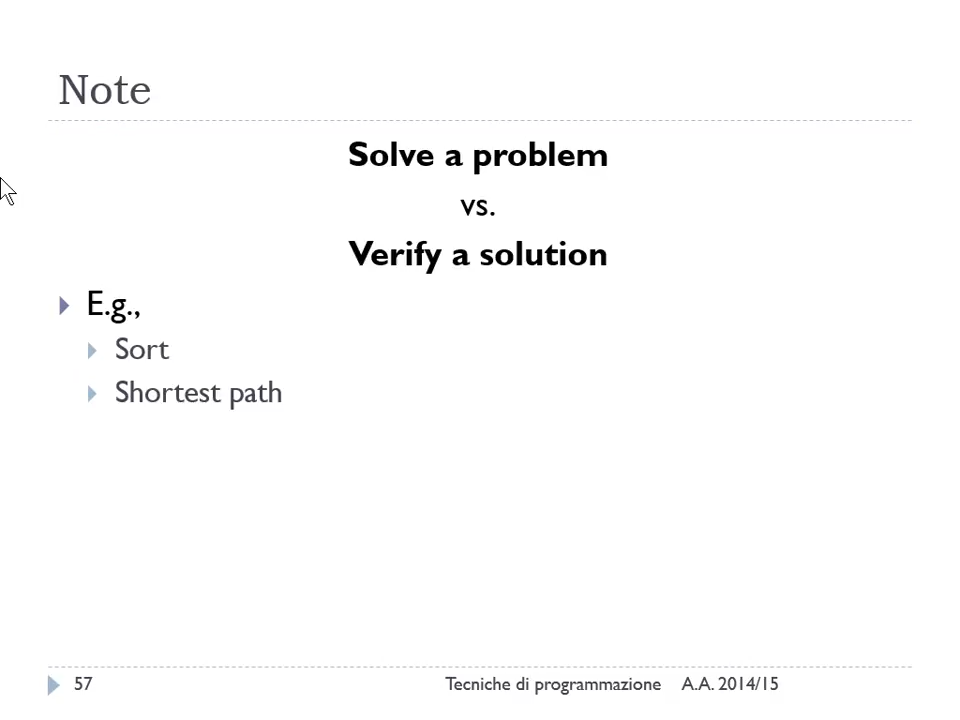 Note
Solve a problem
vs.
Verify a solution
E.g.,
Sort
Shortest path
57 Tecniche di programmazione A.A. 2014/15